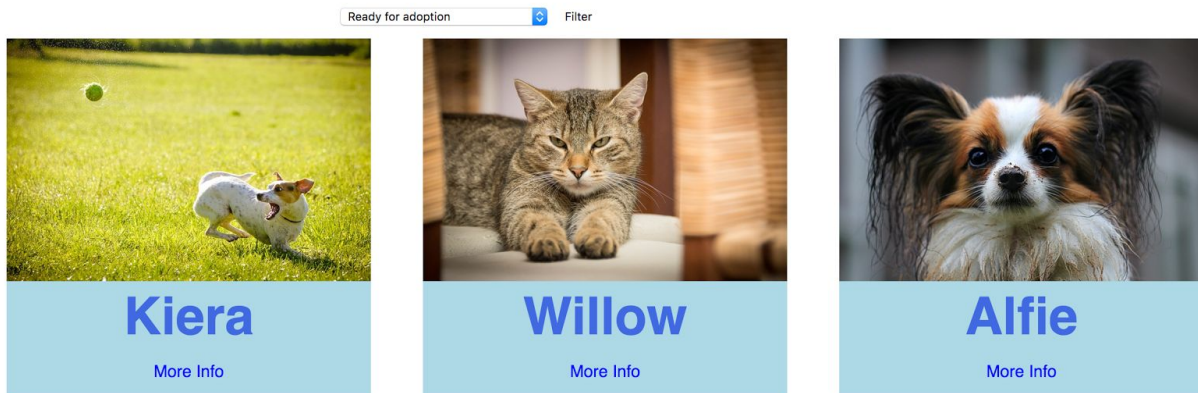 Ready for adoption Filter
Kiera Willow Alfie
More Info More Info More Info